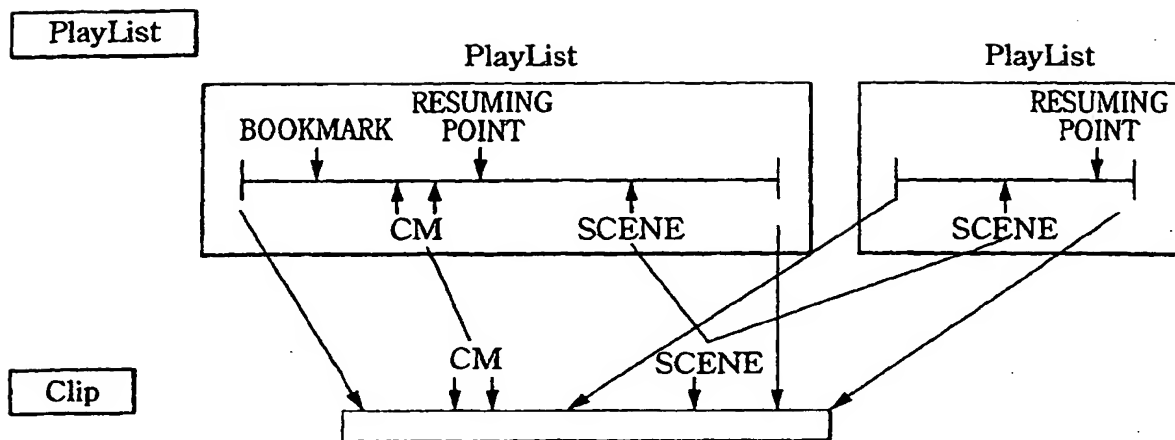 PlayList
PlayList
PlayList
BOOKMARK
RESUMING
POINT
RESUMING
POINT
CM
SCENE
SCENE
CM
SCENE
Clip